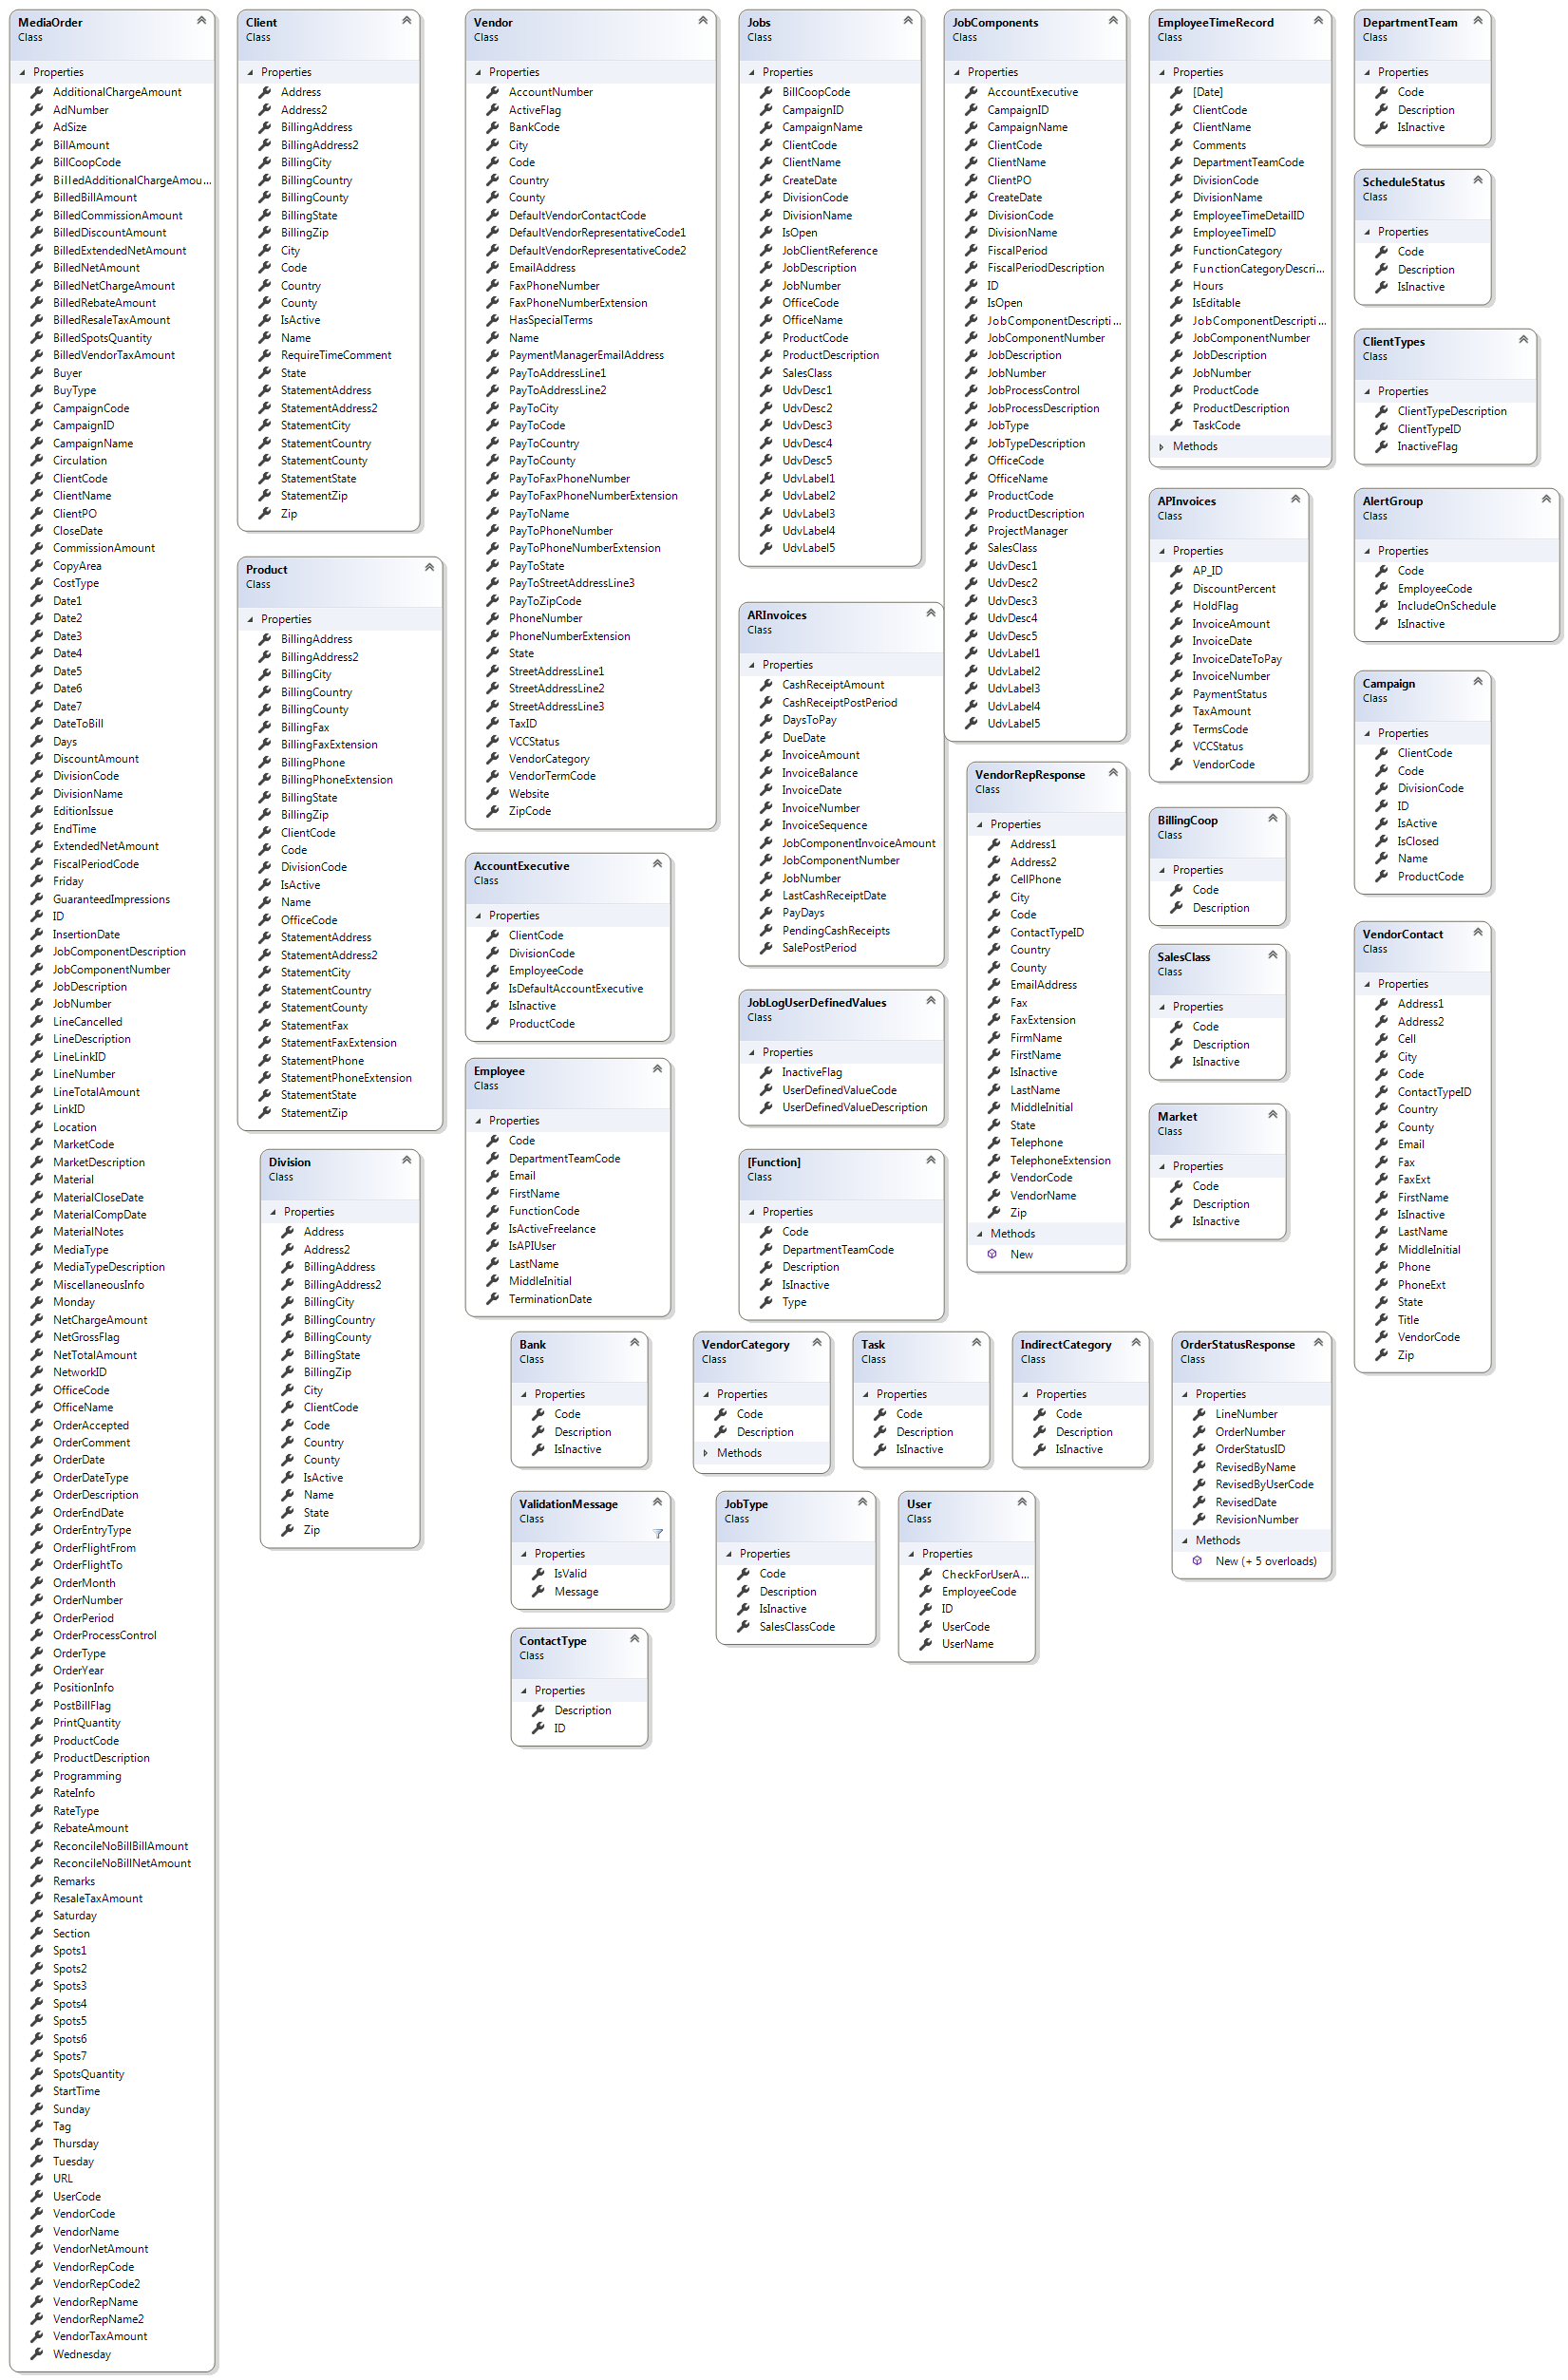 MediaOrder
Class
Properties
AdditionalChargeAmount
AdNumber
AdSize
BillAmount
BillCoopCode
BilledAdditionalChargeAmou...
BilledBillAmount
BilledCommissionAmount
BilledDiscountAmount
BilledExtendedNetAmount
BilledNetAmount
BilledNetChargeAmount
BilledRebateAmount
BilledResaleTaxAmount
BilledSpotsQuantity
BilledVendorTaxAmount
Buyer
BuyType
CampaignCode
CampaignID
CampaignName
Circulation
ClientCode
ClientName
ClientPO
CloseDate
CommissionAmount
CopyArea
CostType
Date1
Date2
Date3
Date4
Date5
Date6
Date7
DateToBill
Days
DiscountAmount
DivisionCode
DivisionName
EditionIssue
EndTime
ExtendedNetAmount
FiscalPeriodCode
Friday
GuaranteedImpressions
ID
InsertionDate
JobComponentDescription
JobComponentNumber
JobDescription
JobNumber
LineCancelled
LineDescription
LineLinkID
LineNumber
LineTotalAmount
LinkID
Location
MarketCode
MarketDescription
Material
MaterialCloseDate
MaterialCompDate
MaterialNotes
MediaType
MediaTypeDescription
MiscellaneousInfo
Monday
NetChargeAmount
NetGrossFlag
NetTotalAmount
NetworkID
OfficeCode
OfficeName
OrderAccepted
OrderComment
OrderDate
OrderDateType
OrderDescription
OrderEndDate
OrderEntryType
OrderFlightFrom
OrderFlightTo
OrderMonth
OrderNumber
OrderPeriod
OrderProcessControl
OrderType
OrderYear
PositionInfo
PostBillFlag
PrintQuantity
ProductCode
ProductDescription
Programming
RateInfo
RateType
RebateAmount
ReconcileNoBillBillAmount
ReconcileNoBillNetAmount
Remarks
ResaleTaxAmount
Saturday
Section
Spots1
Spots2
Spots3
Spots4
Spots5
Spots6
Spots7
SpotsQuantity
StartTime
Sunday
Tag
Thursday
Tuesday
URL
UserCode
VendorCode
VendorName
VendorNetAmount
VendorRepCode
VendorRepCode2
VendorRepName
VendorRepName2
VendorTaxAmount
Wednesday
Client
Class
Properties
Address
Address2
BillingAddress
BillingAddress2
BillingCity
BillingCountry
BillingCounty
BillingState
BillingZip
City
Code
Country
County
IsActive
Name
RequireTimeComment
State
StatementAddress
StatementAddress2
StatementCity
StatementCountry
StatementCounty
StatementState
StatementZip
Zip
Product
Class
Properties
BillingAddress
BillingAddress2
BillingCity
BillingCountry
BillingCounty
BillingFax
BillingFaxExtension
BillingPhone
BillingPhoneExtension
BillingState
BillingZip
ClientCode
Code
DivisionCode
IsActive
Name
OfficeCode
StatementAddress
StatementAddress2
StatementCity
StatementCountry
StatementCounty
StatementFax
StatementFaxExtension
StatementPhone
StatementPhoneExtension
StatementState
StatementZip
Division
Class
Properties
Address
Address2
BillingAddress
BillingAddress2
BillingCity
BillingCountry
BillingCounty
BillingState
BillingZip
City
ClientCode
Code
Country
County
IsActive
Name
State
Zip
Vendor
Class
Properties
AccountNumber
ActiveFlag
BankCode
City
Code
Country
County
DefaultVendorContactCode
DefaultVendorRepresentativeCode1
DefaultVendorRepresentativeCode2
EmailAddress
FaxPhoneNumber
FaxPhoneNumberExtension
HasSpecialTerms
Name
PaymentManagerEmailAddress
PayToAddressLine1
PayToAddressLine2
PayToCity
PayToCode
PayToCountry
PayToCounty
PayToFaxPhoneNumber
PayToFaxPhoneNumberExtension
PayToName
PayToPhoneNumber
PayToPhoneNumberExtension
PayToState
PayToStreetAddressLine3
PayToZipCode
PhoneNumber
PhoneNumberExtension
State
StreetAddressLine1
StreetAddressLine2
StreetAddressLine3
TaxID
VCCStatus
VendorCategory
VendorTermCode
Website
ZipCode
AccountExecutive
Class
Properties
ClientCode
DivisionCode
EmployeeCode
IsDefaultAccountExecutive
IsInactive
ProductCode
Employee
Class
Properties
Code
DepartmentTeamCode
Email
FirstName
FunctionCode
IsActiveFreelance
IsAPIUser
LastName
MiddleInitial
TerminationDate
Jobs
Class
Properties
BillCoopCode
CampaignID
CampaignName
ClientCode
ClientName
CreateDate
DivisionCode
DivisionName
IsOpen
JobClientReference
JobDescription
JobNumber
OfficeCode
OfficeName
ProductCode
ProductDescription
SalesClass
UdvDesc1
UdvDesc2
UdvDesc3
UdvDesc4
UdvDesc5
UdvLabel1
UdvLabel2
UdvLabel3
UdvLabel4
UdvLabel5
ARInvoices
Class
Properties
CashReceiptAmount
CashReceiptPostPeriod
DaysToPay
DueDate
InvoiceAmount
InvoiceBalance
InvoiceDate
InvoiceNumber
InvoiceSequence
JobComponentInvoiceAmount
JobComponentNumber
JobNumber
LastCashReceiptDate
PayDays
PendingCashReceipts
SalePostPeriod
JobLogUserDefinedValues
Class
Properties
InactiveFlag
UserDefinedValueCode
UserDefinedValueDescription
[Function]
Class
Properties
Code
DepartmentTeamCode
Description
IsInactive
Type
JobComponents
Class
Properties
AccountExecutive
CampaignID
CampaignName
ClientCode
ClientName
ClientPO
CreateDate
DivisionCode
DivisionName
FiscalPeriod
FiscalPeriodDescription
ID
IsOpen
JobComponentDescripti...
JobComponentNumber
JobDescription
JobNumber
JobProcessControl
JobProcessDescription
JobType
JobTypeDescription
OfficeCode
OfficeName
ProductCode
ProductDescription
ProjectManager
SalesClass
UdvDesc1
UdvDesc2
UdvDesc3
UdvDesc4
UdvDesc5
UdvLabel1
UdvLabel2
UdvLabel3
UdvLabel4
UdvLabel5
VendorRepResponse
Class
Properties
Address1
Address2
CellPhone
City
Code
ContactTypeID
Country
County
EmailAddress
Fax
FaxExtension
FirmName
FirstName
IsInactive
LastName
MiddleInitial
State
Telephone
TelephoneExtension
VendorCode
VendorName
Zip
Methods
New
EmployeeTimeRecord
Class
Properties
[Date]
ClientCode
ClientName
Comments
DepartmentTeamCode
DivisionCode
DivisionName
EmployeeTimeDetailID
EmployeeTimeID
FunctionCategory
FunctionCategoryDescri...
Hours
IsEditable
JobComponentDescripti...
JobComponentNumber
JobDescription
JobNumber
ProductCode
ProductDescription
TaskCode
Methods
APInvoices
Class
Properties
AP_ID
DiscountPercent
HoldFlag
InvoiceAmount
InvoiceDate
InvoiceDateToPay
InvoiceNumber
PaymentStatus
TaxAmount
TermsCode
VCCStatus
VendorCode
BillingCoop
Class
Properties
Code
Description
SalesClass
Class
Properties
Code
Description
IsInactive
Market
Class
Properties
Code
Description
IsInactive
DepartmentTeam
Class
Properties
Code
Description
IsInactive
ScheduleStatus
Class
Properties
Code
Description
IsInactive
ClientTypes
Class
Properties
ClientTypeDescription
ClientTypeID
InactiveFlag
AlertGroup
Class
Properties
Code
EmployeeCode
IncludeOnSchedule
IsInactive
Campaign
Class
Properties
ClientCode
Code
DivisionCode
ID
IsActive
IsClosed
Name
ProductCode
VendorContact
Class
Properties
Address1
Address2
Cell
City
Code
ContactTypeID
Country
County
Email
Fax
FaxExt
FirstName
IsInactive
LastName
MiddleInitial
Phone
PhoneExt
State
Title
VendorCode
Zip
Bank
Class
Properties
Code
Description
IsInactive
VendorCategory
Class
Properties
Code
Description
Methods
Task
Class
Properties
Code
Description
IsInactive
IndirectCategory
Class
Properties
Code
Description
IsInactive
OrderStatusResponse
Class
Properties
LineNumber
OrderNumber
OrderStatusID
RevisedByName
RevisedByUserCode
RevisedDate
RevisionNumber
Methods
New (+ 5 overloads)
ValidationMessage
Class
Properties
IsValid
Message
JobType
Class
Properties
Code
Description
IsInactive
SalesClassCode
User
Class
Properties
CheckForUserA...
EmployeeCode
ID
UserCode
UserName
ContactType
Class
Properties
Description
ID